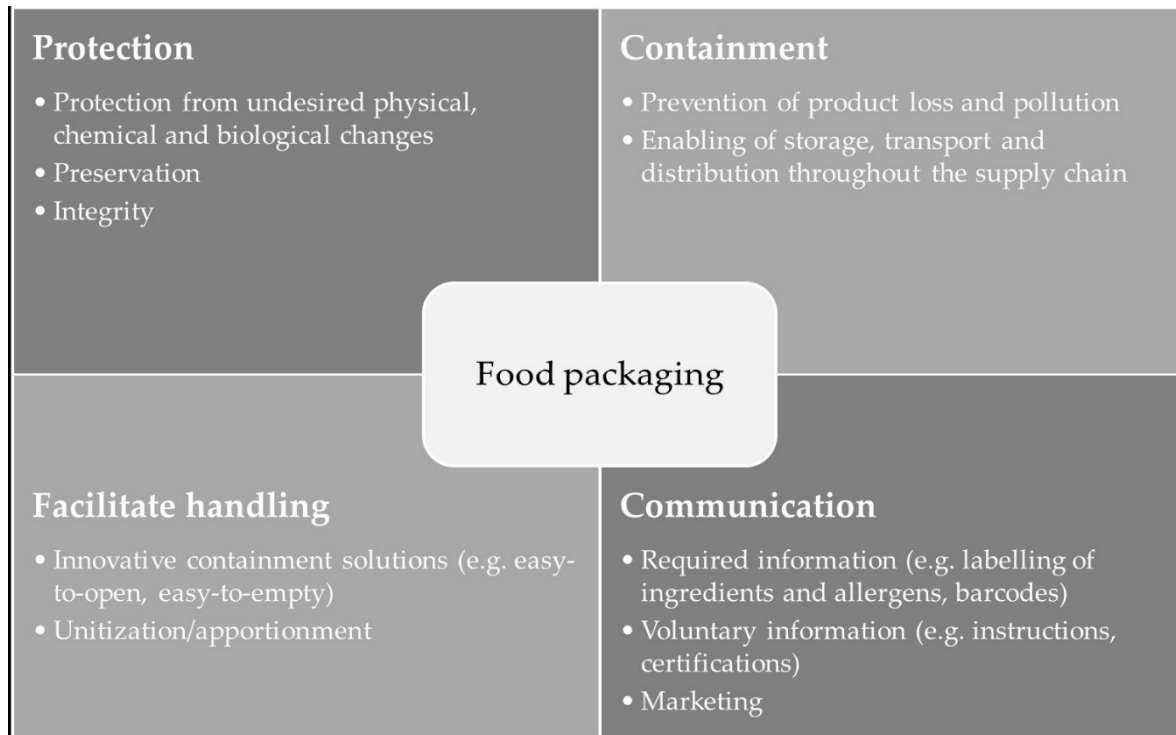 Protection
• Protection from undesired physical,
chemical and biological changes
• Preservation
• Integrity
Containment
• Prevention of product loss and pollution
• Enabling of storage, transport and
distribution throughout the supply chain
Food packaging
Facilitate handling
• Innovative containment solutions (e.g. easy-
to-open, easy-to-empty)
• Unitization/apportionment
Communication
• Required information (e.g. labelling of
ingredients and allergens, barcodes)
• Voluntary information (e.g. instructions,
certifications)
• Marketing